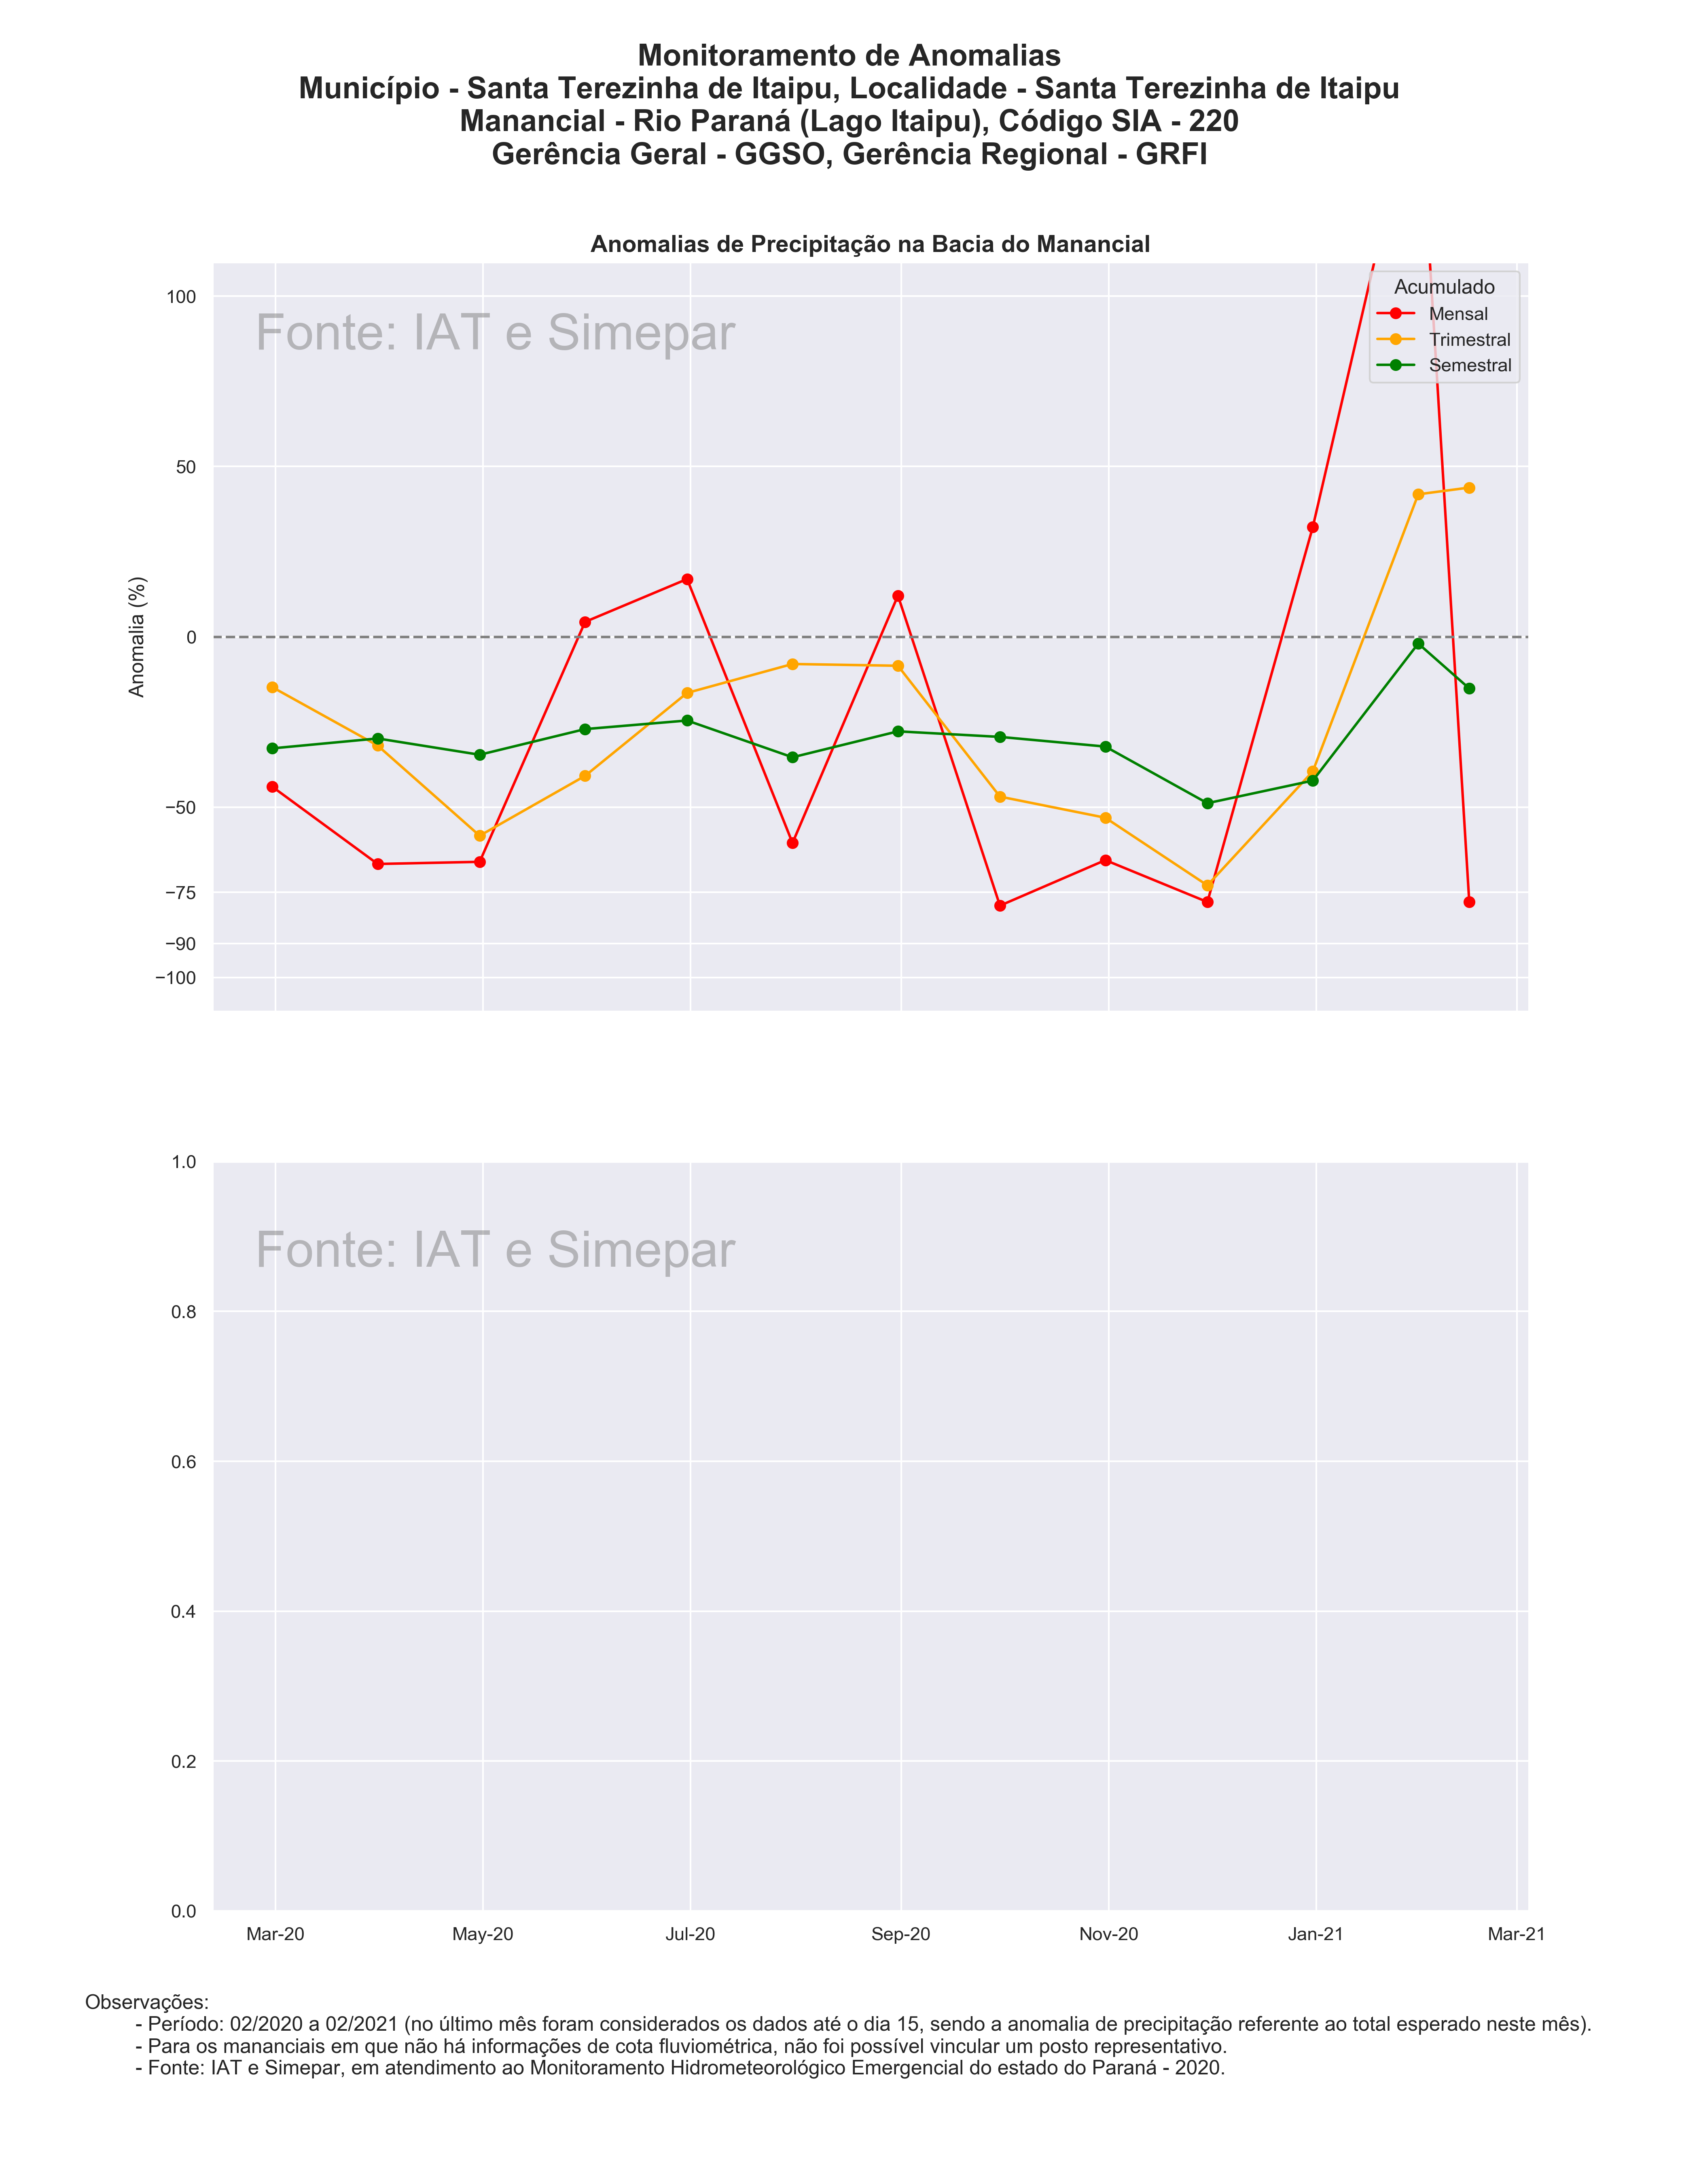 Monitoramento de Anomalias
Município - Santa Terezinha de Itaipu, Localidade - Santa Terezinha de Itaipu
Manancial - Rio Paraná (Lago Itaipu), Código SIA - 220
Gerência Geral - GGSO, Gerência Regional - GRFI
Anomalias de Precipitação na Bacia do Manancial
Fonte: IAT e Simepar
Acumulado
Mensal
Trimestral
Semestral
Anomalia (%)
100
50
0
−50
−75
−90
−100
Fonte: IAT e Simepar
1.0
0.8
0.6
0.4
0.2
0.0
Mar-20 May-20 Jul-20 Sep-20 Nov-20 Jan-21 Mar-21
Observações:
- Período: 02/2020 a 02/2021 (no último mês foram considerados os dados até o dia 15, sendo a anomalia de precipitação referente ao total esperado neste mês).
- Para os mananciais em que não há informações de cota fluviométrica, não foi possível vincular um posto representativo.
- Fonte: IAT e Simepar, em atendimento ao Monitoramento Hidrometeorológico Emergencial do estado do Paraná - 2020.